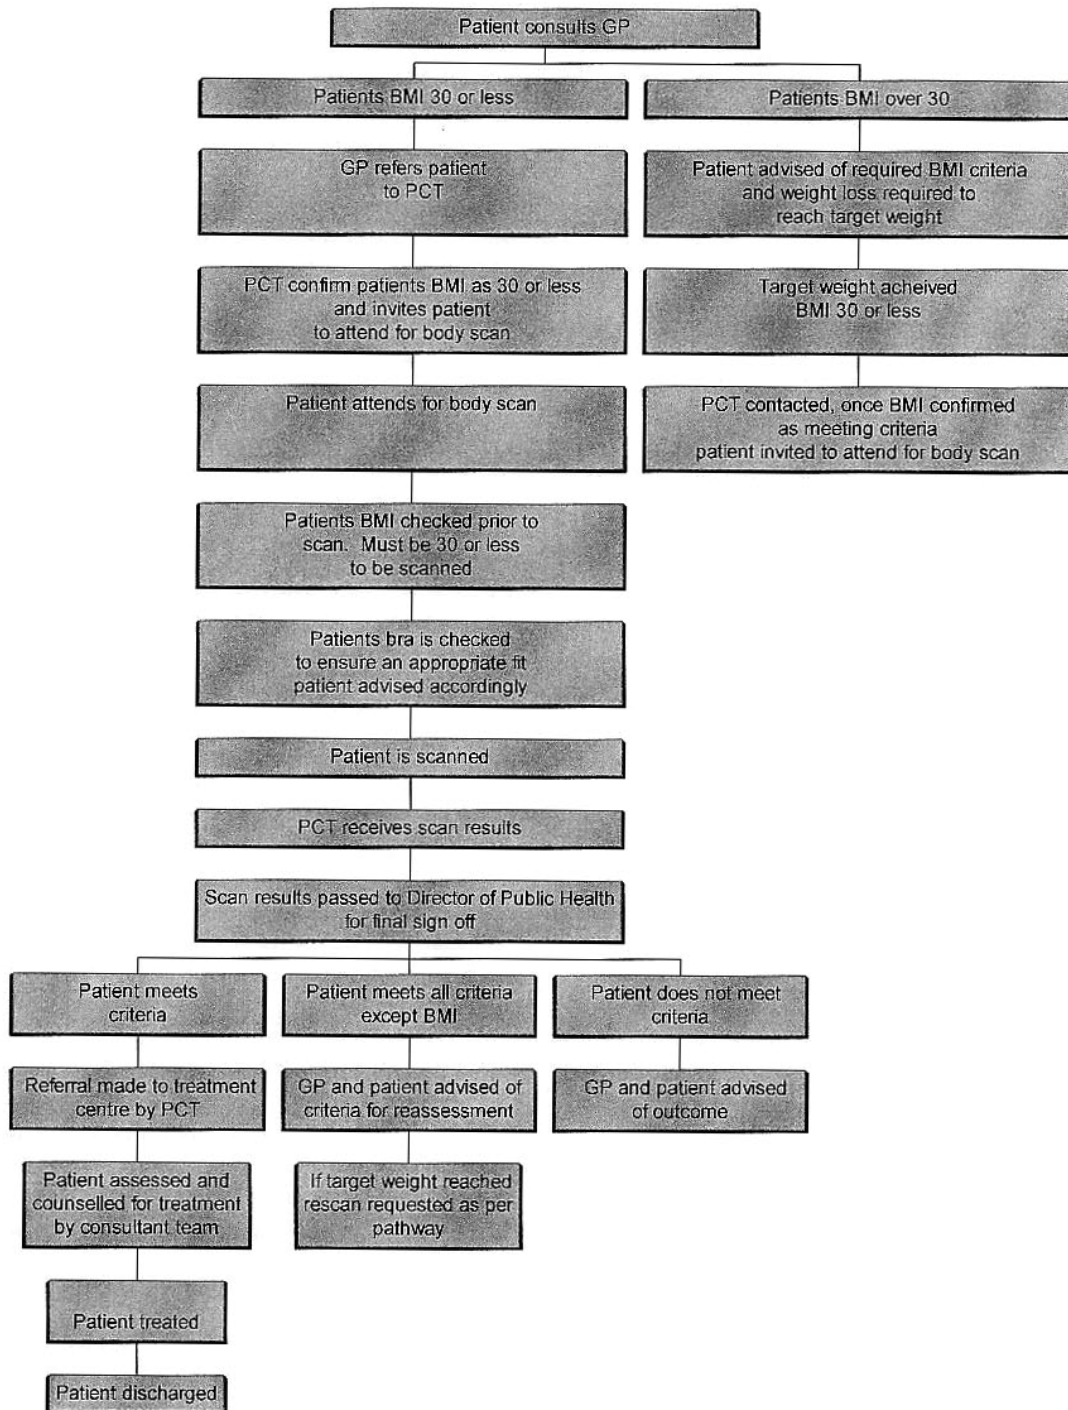 Patient consults GP
Patients BMI 30 or less
Patients BMI over 30
GP refers patient
to PCT
Patient advised of required BMI criteria
and weight loss required to
reach target weight
PCT confirm patients BMI as 30 or less
and invites patient
to attend for body scan
Target weight acheived
BMI 30 or less
Patient attends for body scan
PCT contacted, once BMI confirmed
as meeting criteria
patient invited to attend for body scan
Patients BMI checked prior to
scan. Must be 30 or less
to be scanned
Patients bra is checked
to ensure an appropriate fit
patient advised accordingly
Patient is scanned
PCT receives scan results
Scan results passed to Director of Public Health
for final sign off
Patient meets
criteria
Patient meets all criteria
except BMI
Patient does not meet
criteria
Referral made to treatment
centre by PCT
GP and patient advised of
criteria for reassessment
GP and patient advised
of outcome
Patient assessed and
counselled for treatment
by consultant team
If target weight reached
rescan requested as per
pathway
Patient treated
Patient discharged